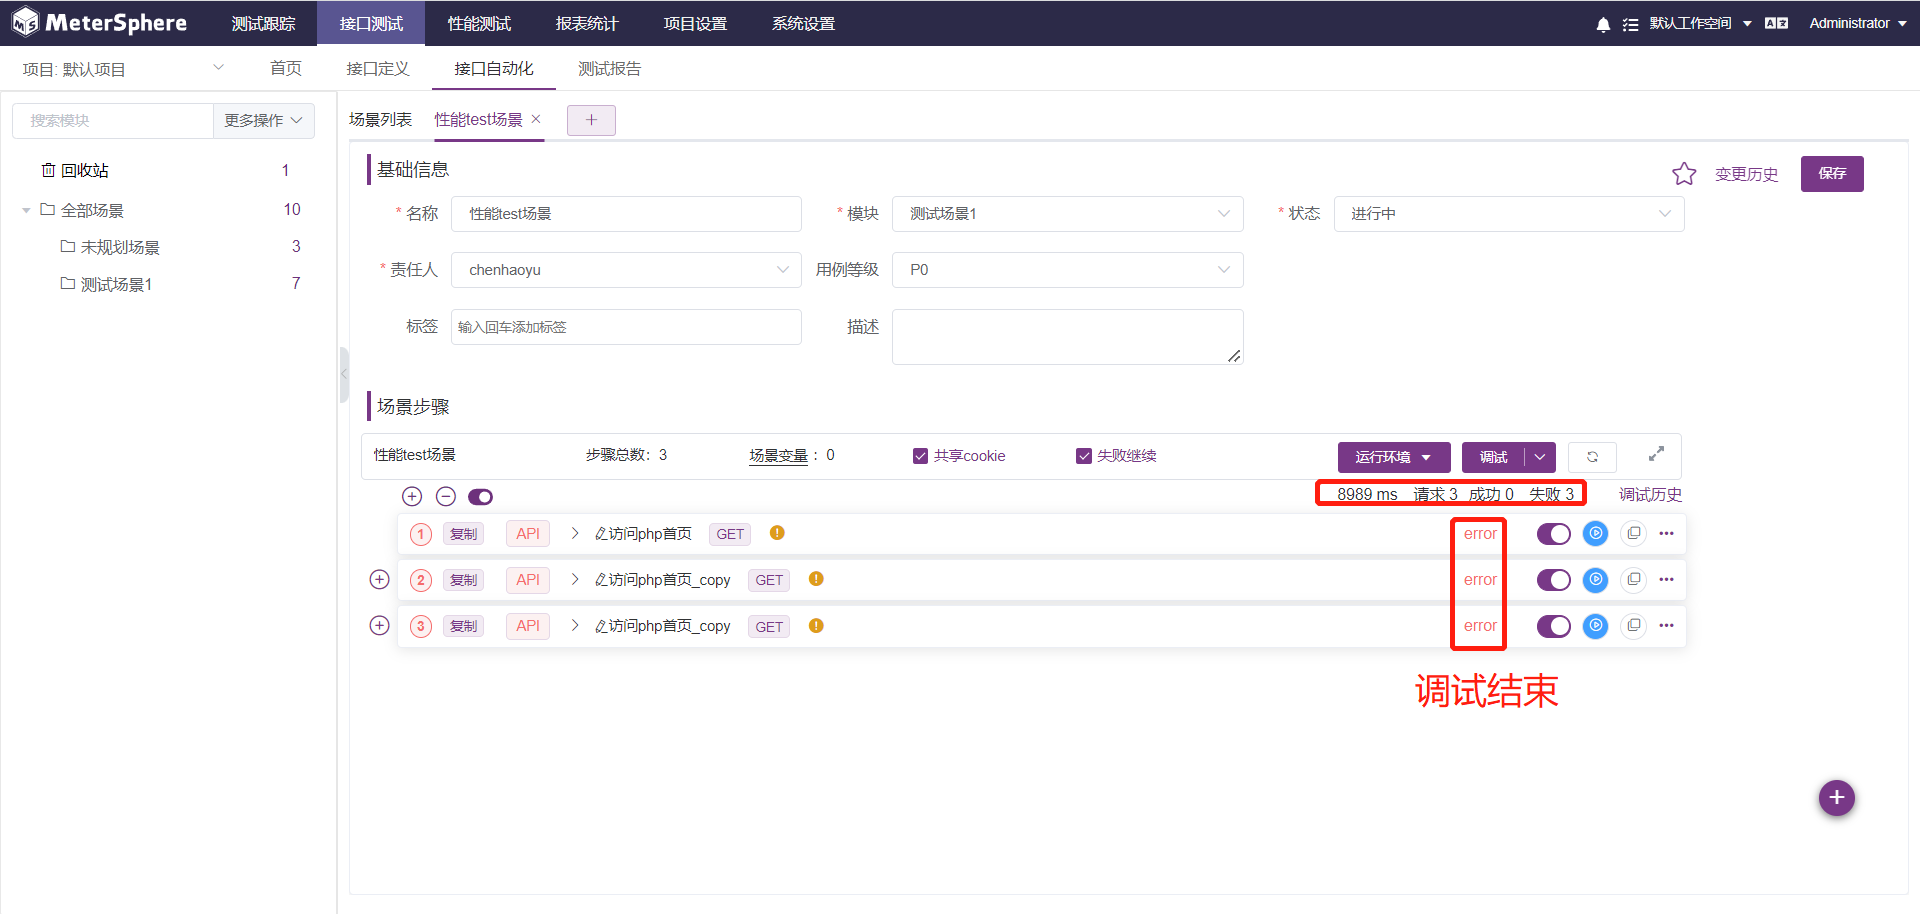 MeterSphere 测试跟踪 接口测试 性能测试 报表统计 项目设置 系统设置 默认工作空间 Administrator
项目: 默认项目 首页 接口定义 接口自动化 测试报告
搜索模块 更多操作
回收站 1
全部场景 10
未规划场景 3
测试场景1 7
场景列表 性能test场景 × +
基础信息 变更历史 保存
* 名称 性能test场景 * 模块 测试场景1 * 状态 进行中
* 责任人 chenhaoyu 用例等级 P0
标签 输入回车添加标签 描述
场景步骤
性能test场景 步骤总数：3 场景变量 ：0 共享cookie 失败继续 运行环境 调试
8989 ms 请求 3 成功 0 失败 3 调试历史
1 复制 API 访问php首页 GET error
2 复制 API 访问php首页_copy GET error
3 复制 API 访问php首页_copy GET error
调试结束